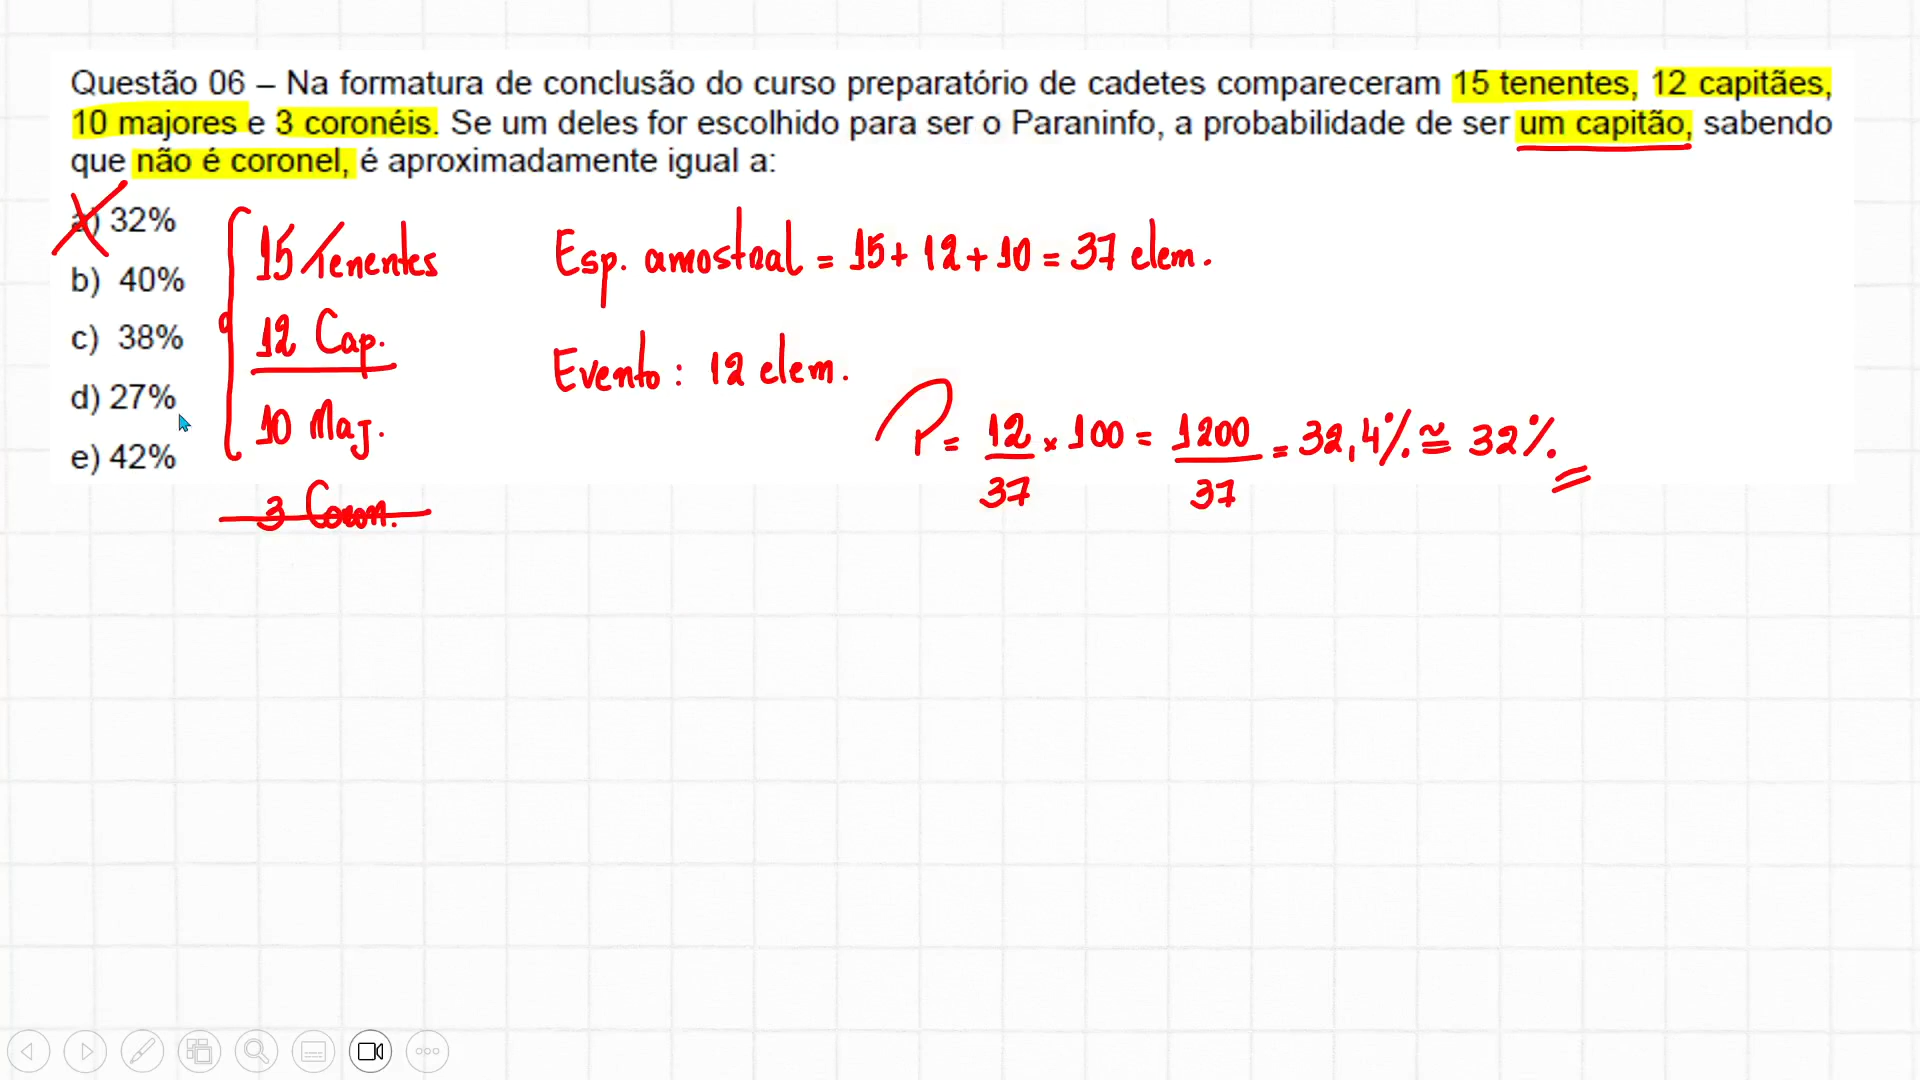 Questão 06 – Na formatura de conclusão do curso preparatório de cadetes compareceram 15 tenentes, 12 capitães,
10 majores e 3 coronéis. Se um deles for escolhido para ser o Paraninfo, a probabilidade de ser um capitão, sabendo
que não é coronel, é aproximadamente igual a:
a) 32%
b) 40%
c) 38%
d) 27%
e) 42%
15 Tenentes
12 Cap.
10 Maj.
3 Coron.
Esp. amostral = 15 + 12 + 10 = 37 elem.
Evento: 12 elem.
P = 12/37 × 100 = 1200/37 = 32,4% ≅ 32%